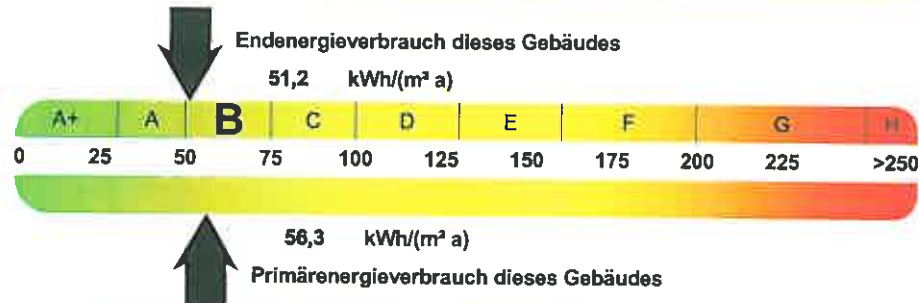 Endenergieverbrauch dieses Gebäudes
51,2 kWh/(m² a)
A+ A B C D E F G H
0 25 50 75 100 125 150 175 200 225 >250
56,3 kWh/(m² a)
Primärenergieverbrauch dieses Gebäudes